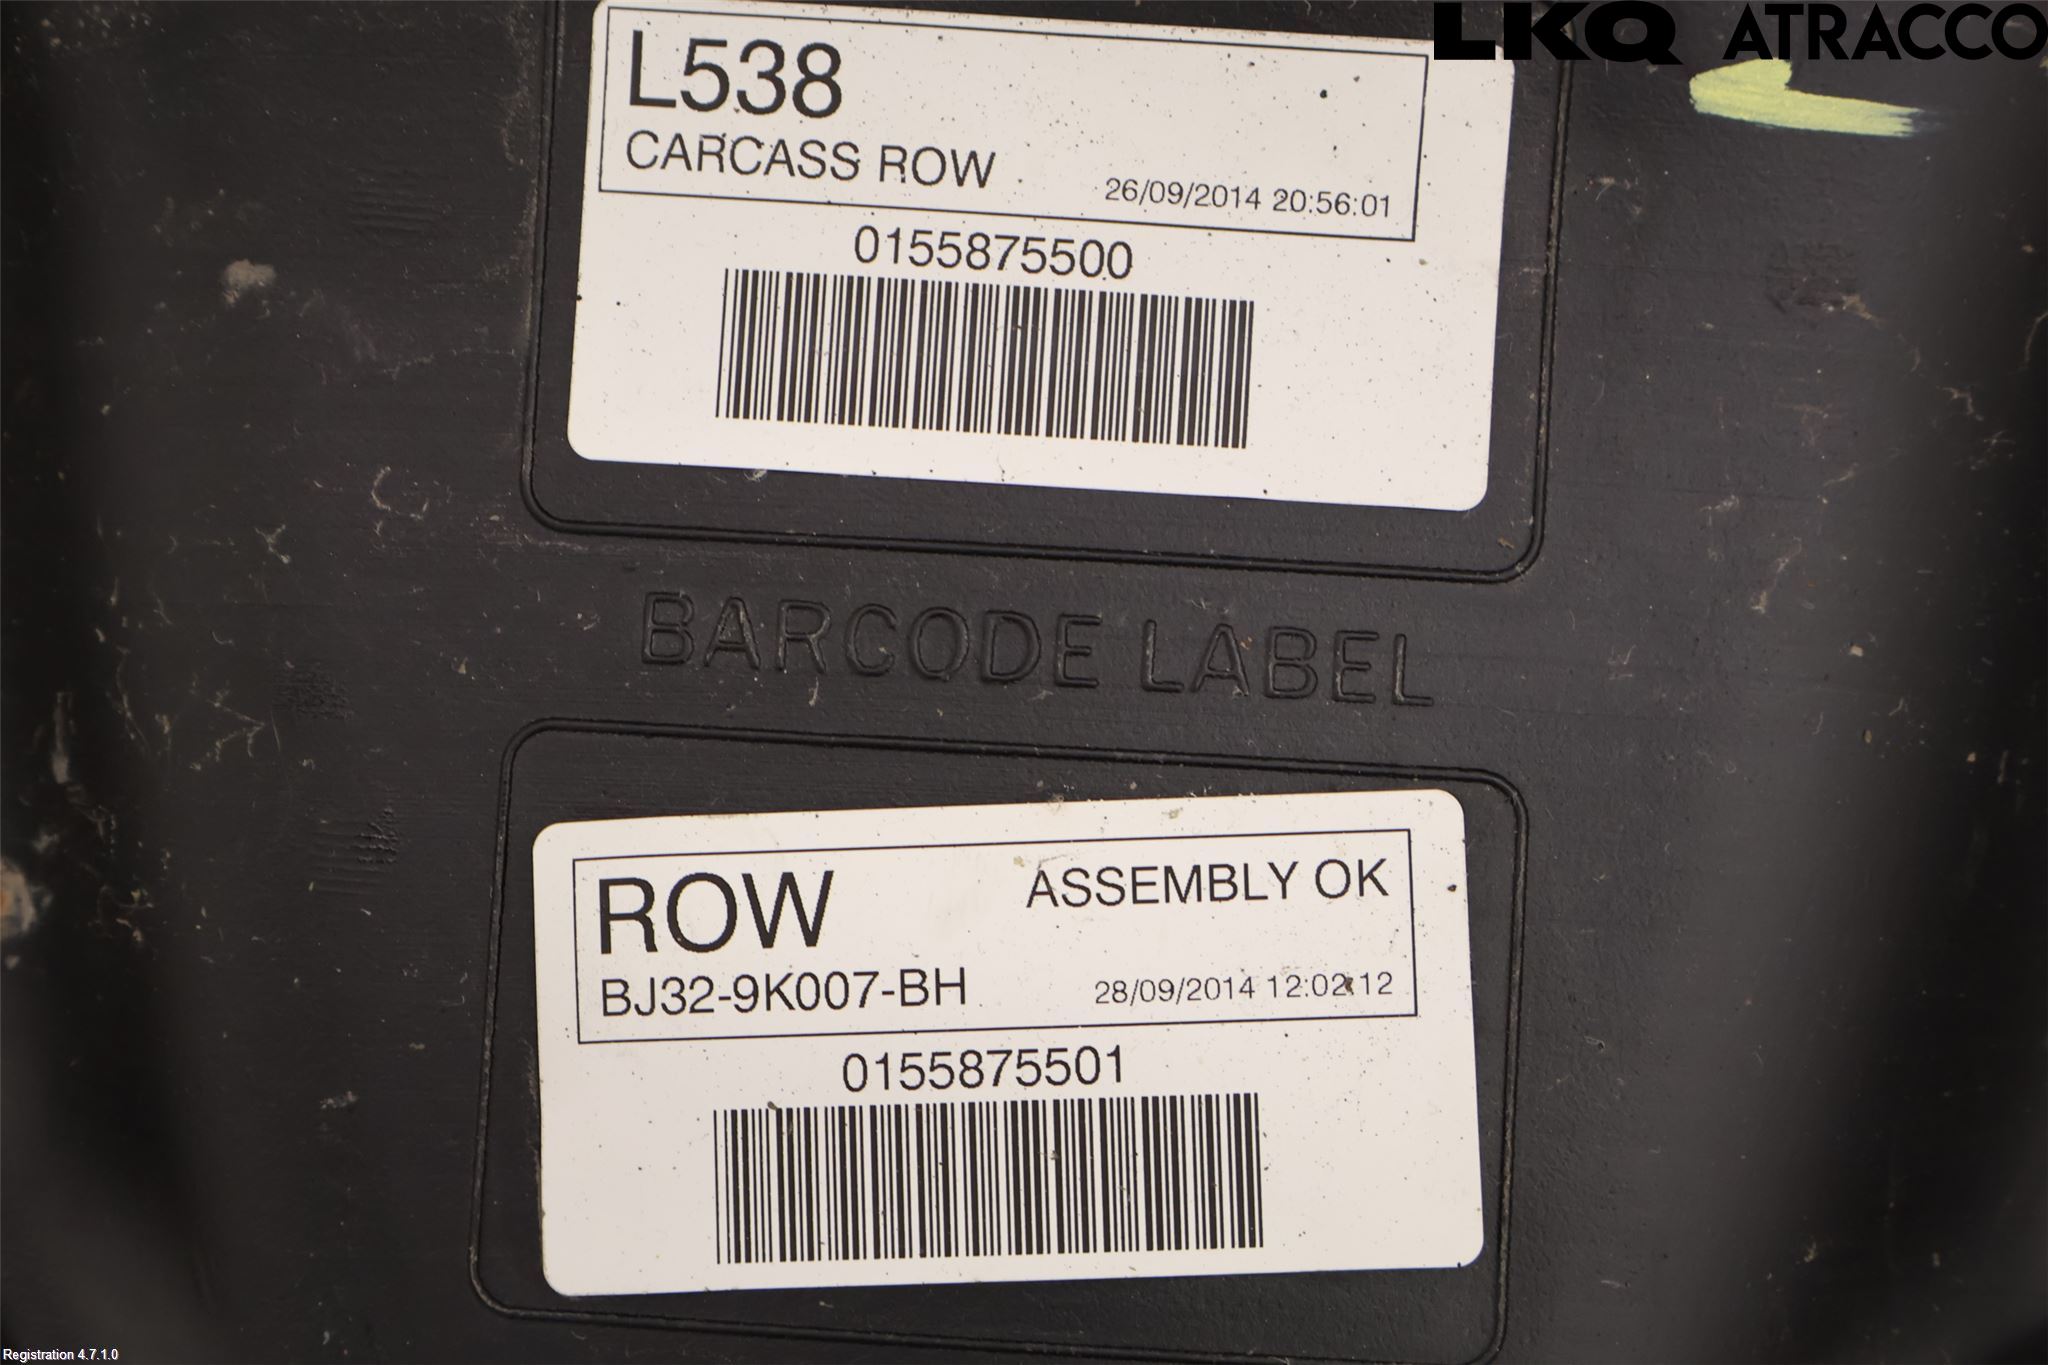 LKQ ATRACCO
L538
CARCASS ROW
26/09/2014 20:56:01
0155875500
BARCODE LABEL
ROW
ASSEMBLY OK
BJ32-9K007-BH
28/09/2014 12:02:12
0155875501
Registration 4.7.1.0